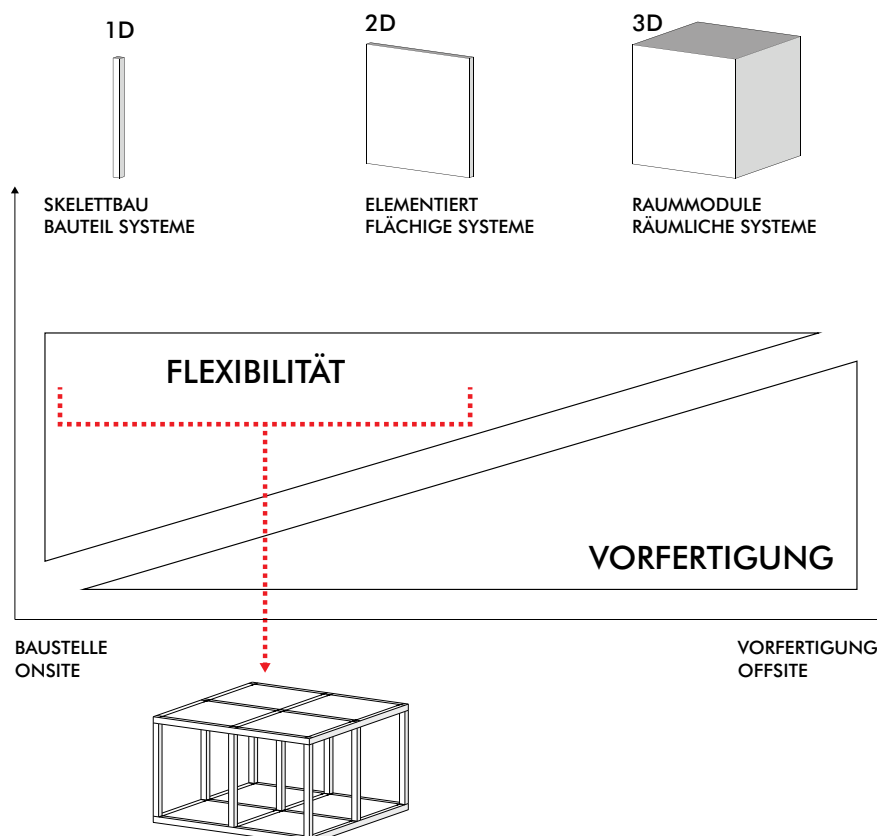 1D
2D
3D
SKELETTBAU
BAUTEIL SYSTEME
ELEMENTIERT
FLÄCHIGE SYSTEME
RAUMMODULE
RÄUMLICHE SYSTEME
FLEXIBILITÄT
VORFERTIGUNG
BAUSTELLE
ONSITE
VORFERTIGUNG
OFFSITE